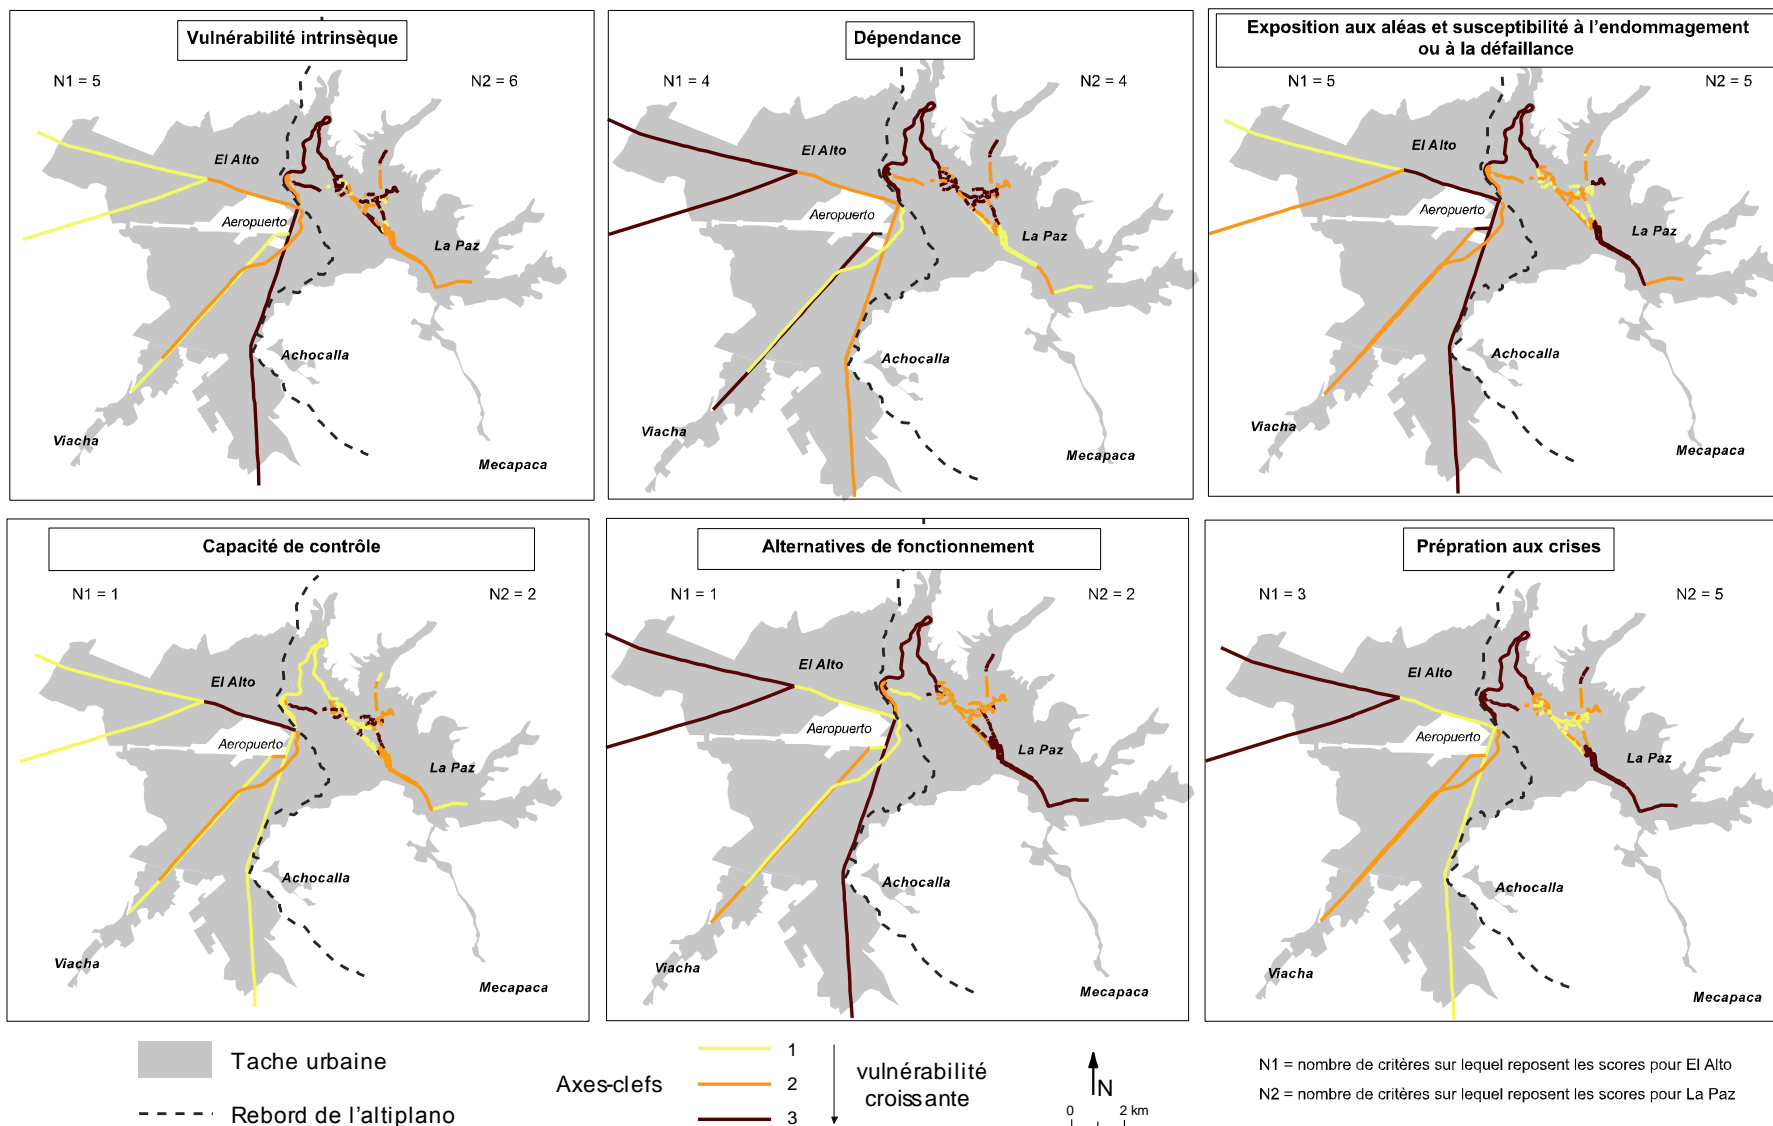 Vulnérabilité intrinsèque
N1 = 5
N2 = 6
El Alto
Aeropuerto
La Paz
Achocalla
Viacha
Mecapaca
Dépendance
N1 = 4
N2 = 4
El Alto
Aeropuerto
La Paz
Achocalla
Viacha
Mecapaca
Exposition aux aléas et susceptibilité à l'endommagement
ou à la défaillance
N1 = 5
N2 = 5
El Alto
Aeropuerto
La Paz
Achocalla
Viacha
Mecapaca
Capacité de contrôle
N1 = 1
N2 = 2
El Alto
Aeropuerto
La Paz
Achocalla
Viacha
Mecapaca
Alternatives de fonctionnement
N1 = 1
N2 = 2
El Alto
Aeropuerto
La Paz
Achocalla
Viacha
Mecapaca
Prépration aux crises
N1 = 3
N2 = 5
El Alto
Aeropuerto
La Paz
Achocalla
Viacha
Mecapaca
Tache urbaine
Rebord de l'altiplano
Axes-clefs
1
2
3
vulnérabilité
croissante
N
0 2 km
N1 = nombre de critères sur lequel reposent les scores pour El Alto
N2 = nombre de critères sur lequel reposent les scores pour La Paz